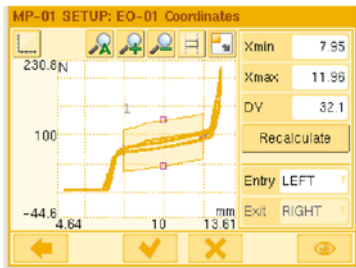 MP-01 SETUP: EO-01 Coordinates
230.8 N
1
100
-44.6
4.64 10 mm 13.61
Xmin 7.95
Xmax 11.96
DV 32.1
Recalculate
Entry LEFT
Exit RIGHT